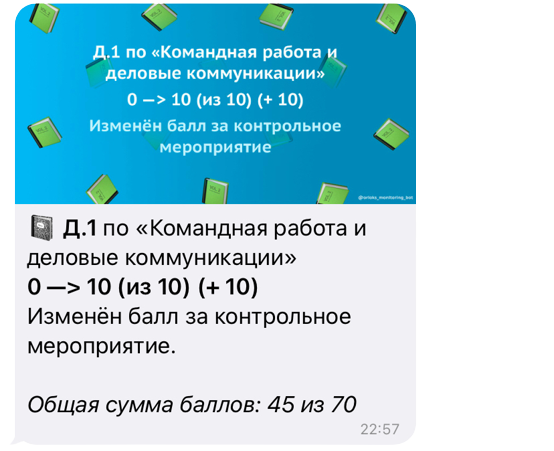 Д.1 по «Командная работа и
деловые коммуникации»
0 —> 10 (из 10) (+ 10)
Изменён балл за контрольное
мероприятие
@orioks_monitoring_bot
Д.1 по «Командная работа и
деловые коммуникации»
0 —> 10 (из 10) (+ 10)
Изменён балл за контрольное
мероприятие.
Общая сумма баллов: 45 из 70
22:57